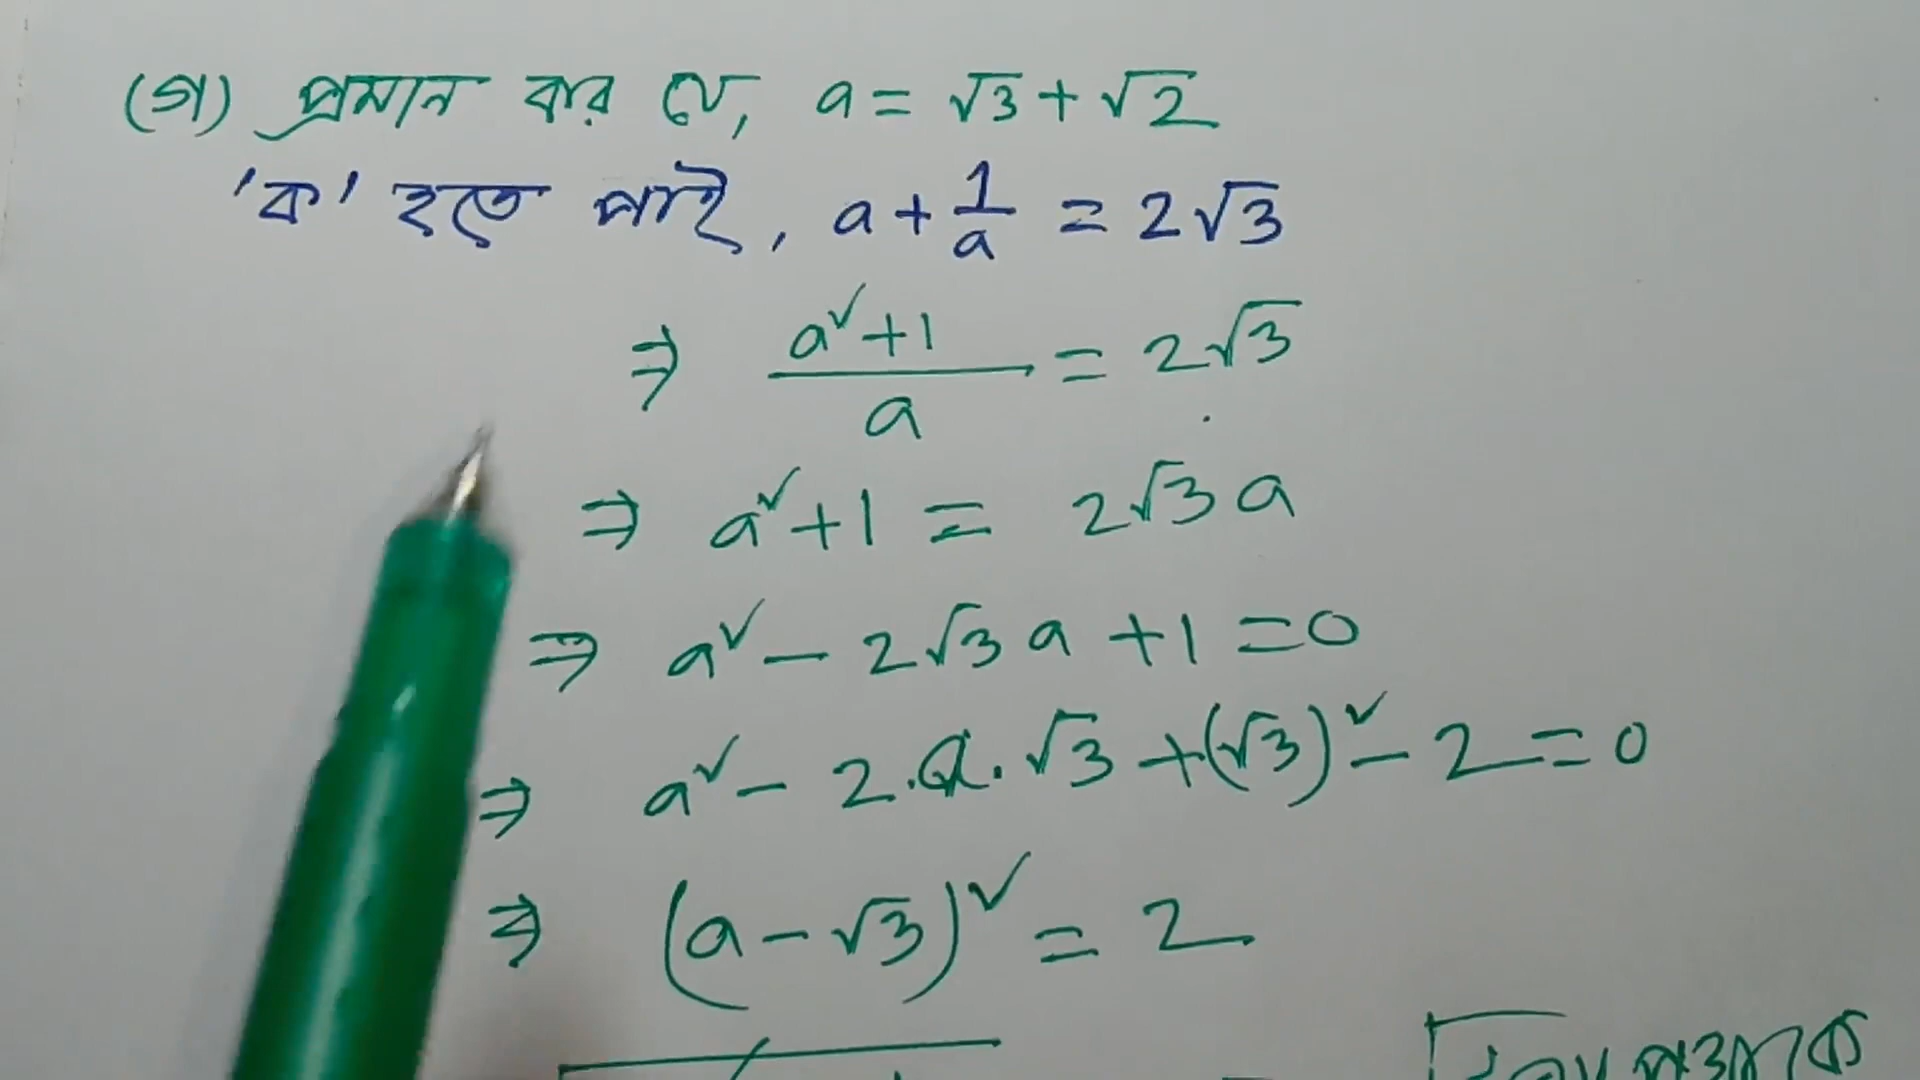 (গ) প্রমান কর যে, a = √3 + √2
'ক' হতে পাই, a + 1/a = 2√3
⇒ (a² + 1)/a = 2√3
⇒ a² + 1 = 2√3 a
⇒ a² − 2√3 a + 1 = 0
⇒ a² − 2.a.√3 + (√3)² − 2 = 0
⇒ (a − √3)² = 2